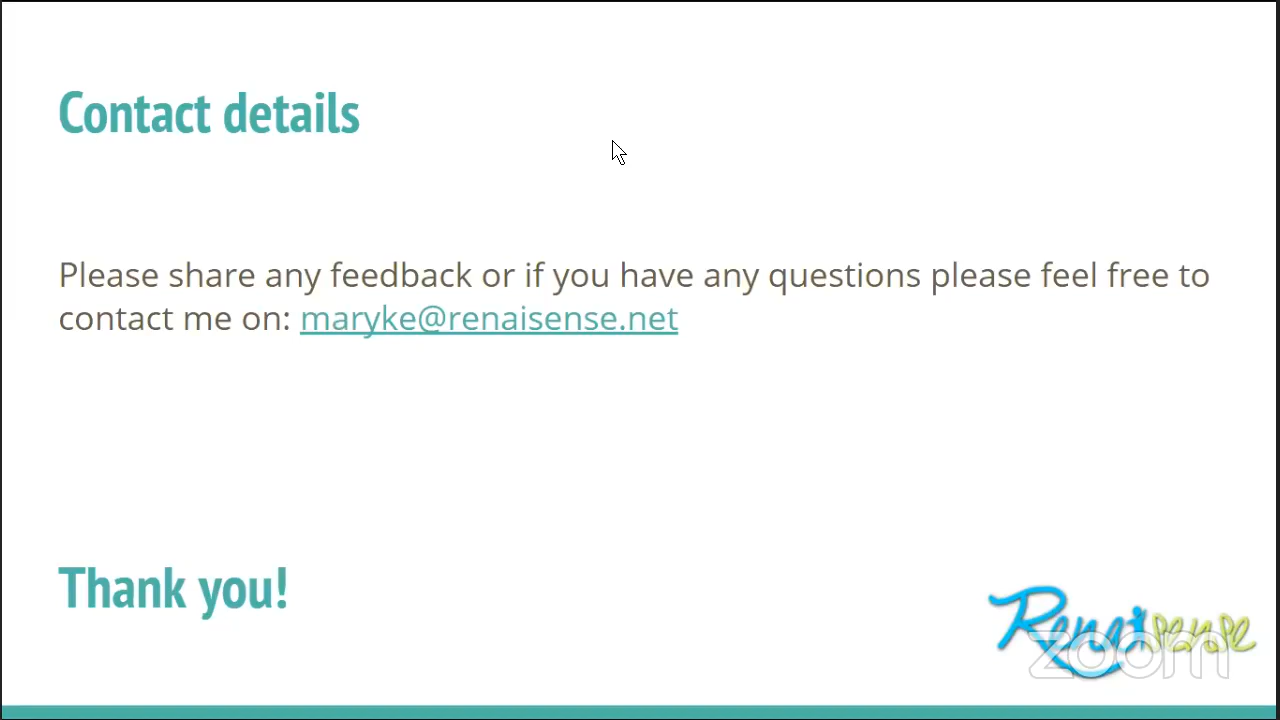 Contact details
Please share any feedback or if you have any questions please feel free to
contact me on: maryke@renaisense.net
Thank you!
Renaisense
zoom